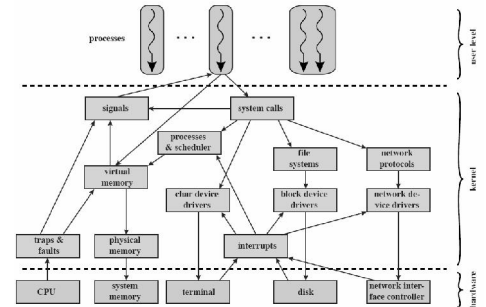 processes
user level
signals
system calls
processes
& scheduler
file
systems
network
protocols
virtual
memory
char device
drivers
block device
drivers
network de-
vice drivers
kernel
traps &
faults
physical
memory
interrupts
CPU
system
memory
terminal
disk
network inter-
face controller
hardware